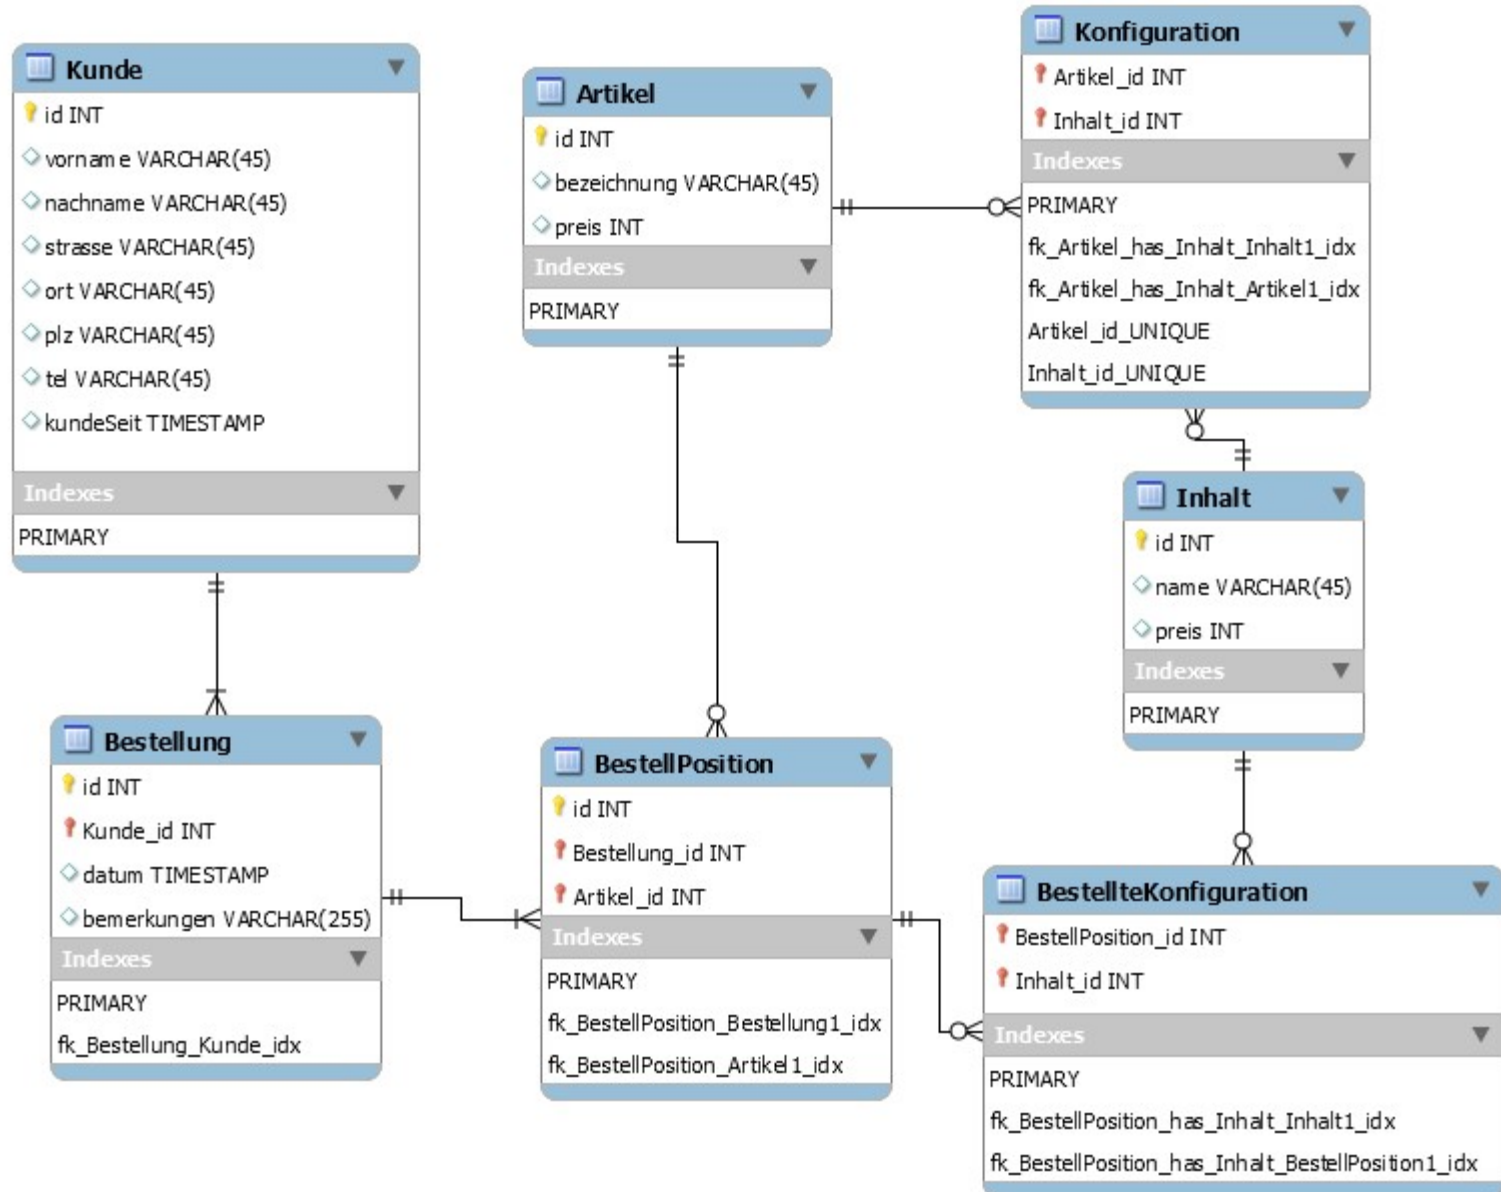 Kunde
id INT
vorname VARCHAR(45)
nachname VARCHAR(45)
strasse VARCHAR(45)
ort VARCHAR(45)
plz VARCHAR(45)
tel VARCHAR(45)
kundeSeit TIMESTAMP
Indexes
PRIMARY
Artikel
id INT
bezeichnung VARCHAR(45)
preis INT
Indexes
PRIMARY
Konfiguration
Artikel_id INT
Inhalt_id INT
Indexes
PRIMARY
fk_Artikel_has_Inhalt_Inhalt1_idx
fk_Artikel_has_Inhalt_Artikel1_idx
Artikel_id_UNIQUE
Inhalt_id_UNIQUE
Inhalt
id INT
name VARCHAR(45)
preis INT
Indexes
PRIMARY
Bestellung
id INT
Kunde_id INT
datum TIMESTAMP
bemerkungen VARCHAR(255)
Indexes
PRIMARY
fk_Bestellung_Kunde_idx
BestellPosition
id INT
Bestellung_id INT
Artikel_id INT
Indexes
PRIMARY
fk_BestellPosition_Bestellung1_idx
fk_BestellPosition_Artikel1_idx
BestellteKonfiguration
BestellPosition_id INT
Inhalt_id INT
Indexes
PRIMARY
fk_BestellPosition_has_Inhalt_Inhalt1_idx
fk_BestellPosition_has_Inhalt_BestellPosition1_idx